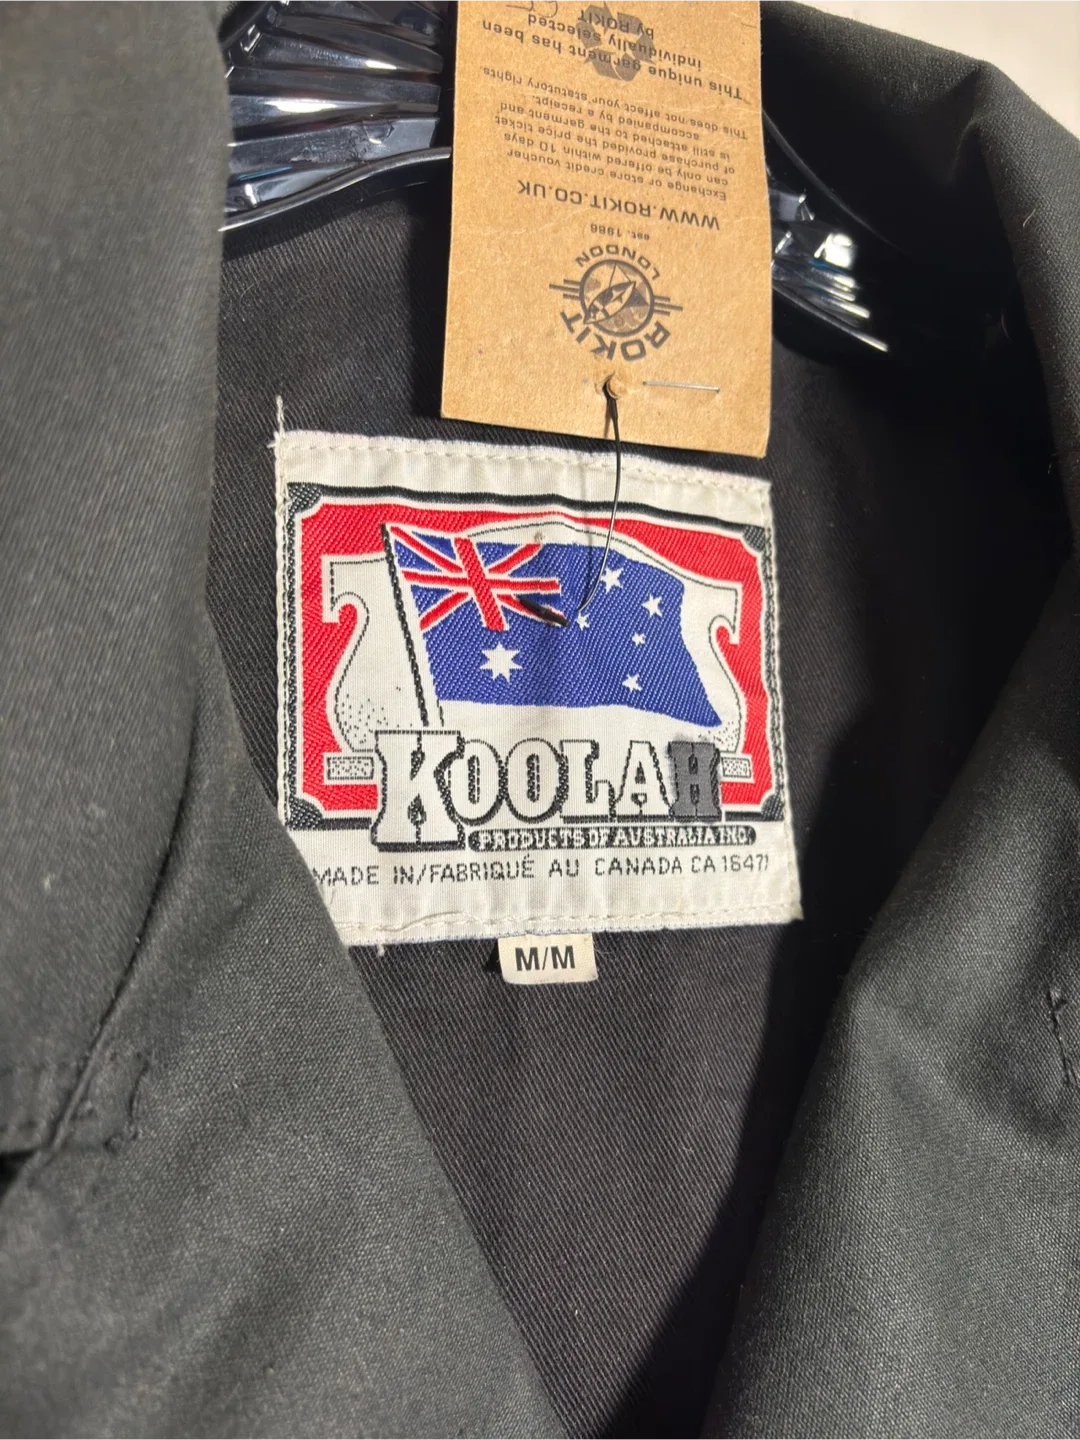 This unique garment has been
individually selected
by ROKIT
Exchange or store credit voucher
can only be offered within 10 days
of purchase provided the price ticket
is still attached to the garment and
accompanied by a receipt.
This does not affect your statutory rights.
WWW.ROKIT.CO.UK
est. 1986
LONDON
ROKIT
KOOLAH
PRODUCTS OF AUSTRALIA INC.
MADE IN/FABRIQUÉ AU CANADA CA 16471
M/M